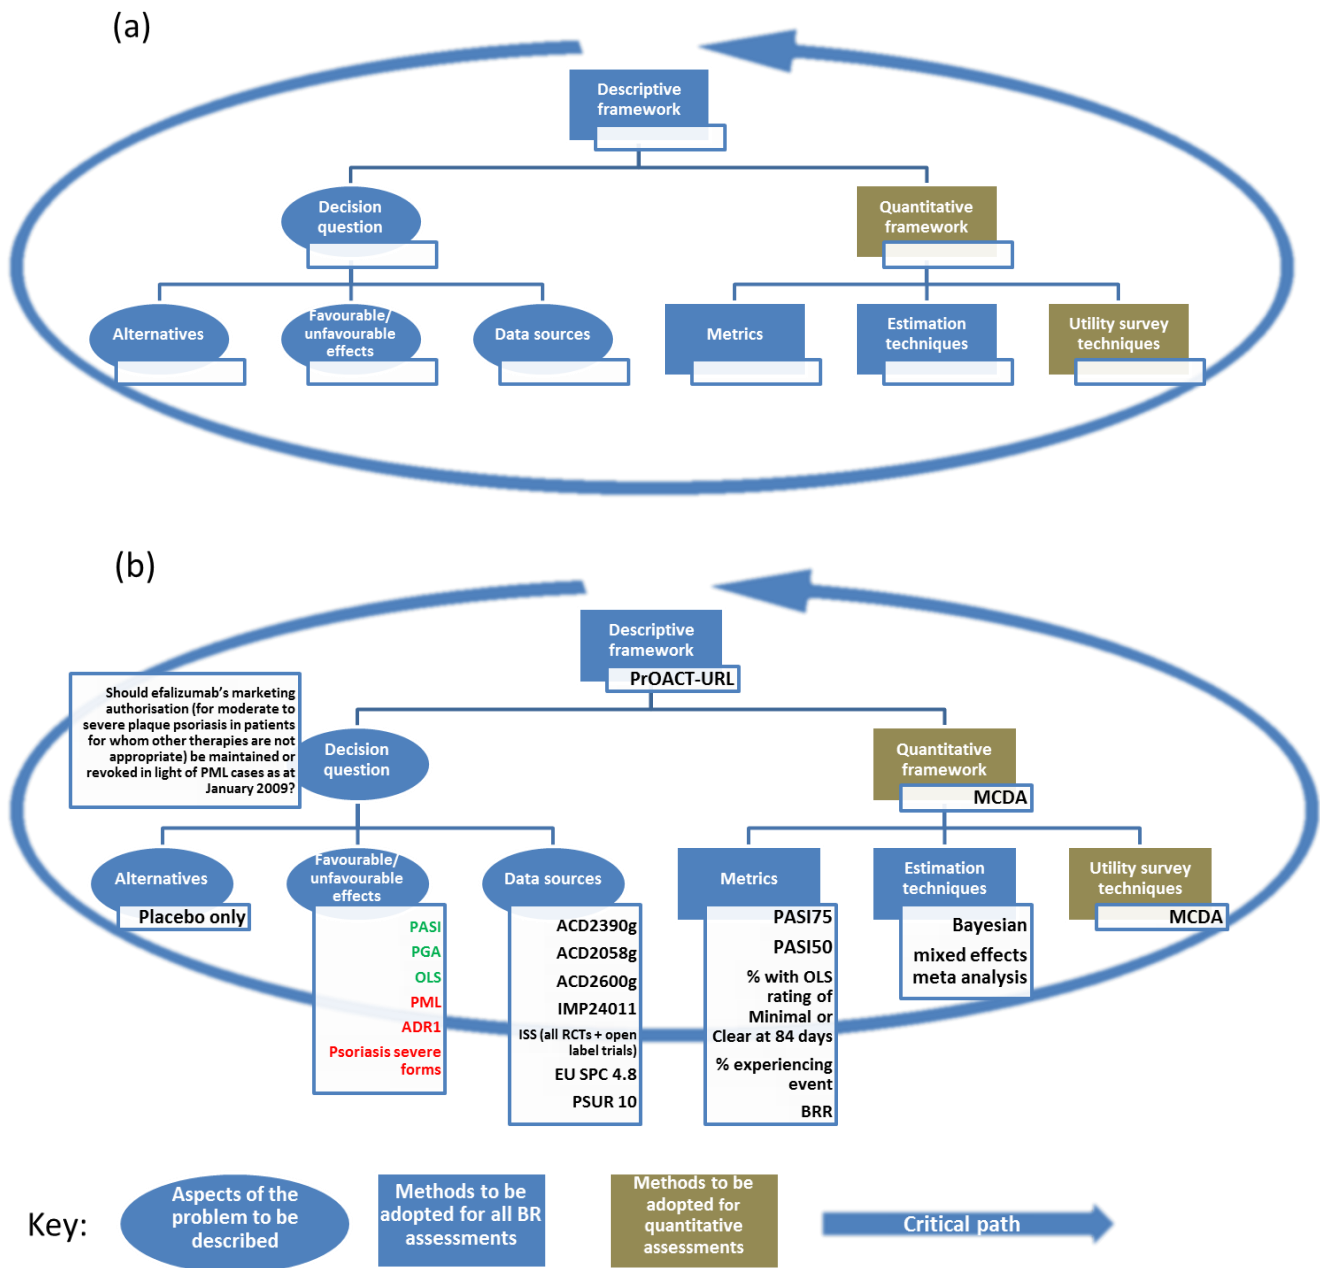 (a)
Descriptive
framework
Decision
question
Quantitative
framework
Alternatives
Favourable/
unfavourable
effects
Data sources
Metrics
Estimation
techniques
Utility survey
techniques
(b)
Descriptive
framework
PrOACT-URL
Should efalizumab's marketing
authorisation (for moderate to
severe plaque psoriasis in patients
for whom other therapies are not
appropriate) be maintained or
revoked in light of PML cases as at
January 2009?
Decision
question
Quantitative
framework
MCDA
Alternatives
Placebo only
Favourable/
unfavourable
effects
PASI
PGA
OLS
PML
ADR1
Psoriasis severe
forms
Data sources
ACD2390g
ACD2058g
ACD2600g
IMP24011
ISS (all RCTs + open
label trials)
EU SPC 4.8
PSUR 10
Metrics
PASI75
PASI50
% with OLS
rating of
Minimal or
Clear at 84 days
% experiencing
event
BRR
Estimation
techniques
Bayesian
mixed effects
meta analysis
Utility survey
techniques
MCDA
Key:
Aspects of the
problem to be
described
Methods to be
adopted for all BR
assessments
Methods to be
adopted for
quantitative
assessments
Critical path